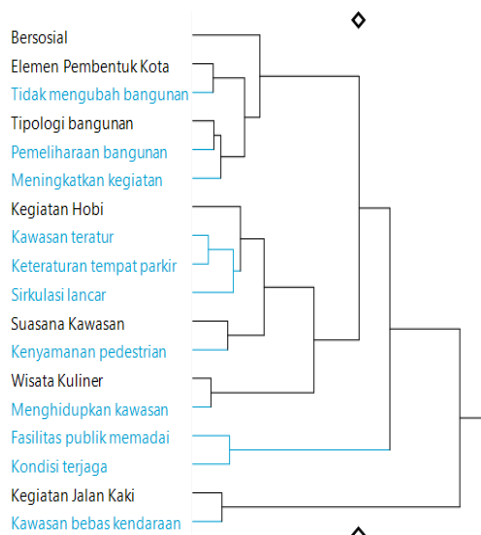 Bersosial
Elemen Pembentuk Kota
Tidak mengubah bangunan
Tipologi bangunan
Pemeliharaan bangunan
Meningkatkan kegiatan
Kegiatan Hobi
Kawasan teratur
Keteraturan tempat parkir
Sirkulasi lancar
Suasana Kawasan
Kenyamanan pedestrian
Wisata Kuliner
Menghidupkan kawasan
Fasilitas publik memadai
Kondisi terjaga
Kegiatan Jalan Kaki
Kawasan bebas kendaraan